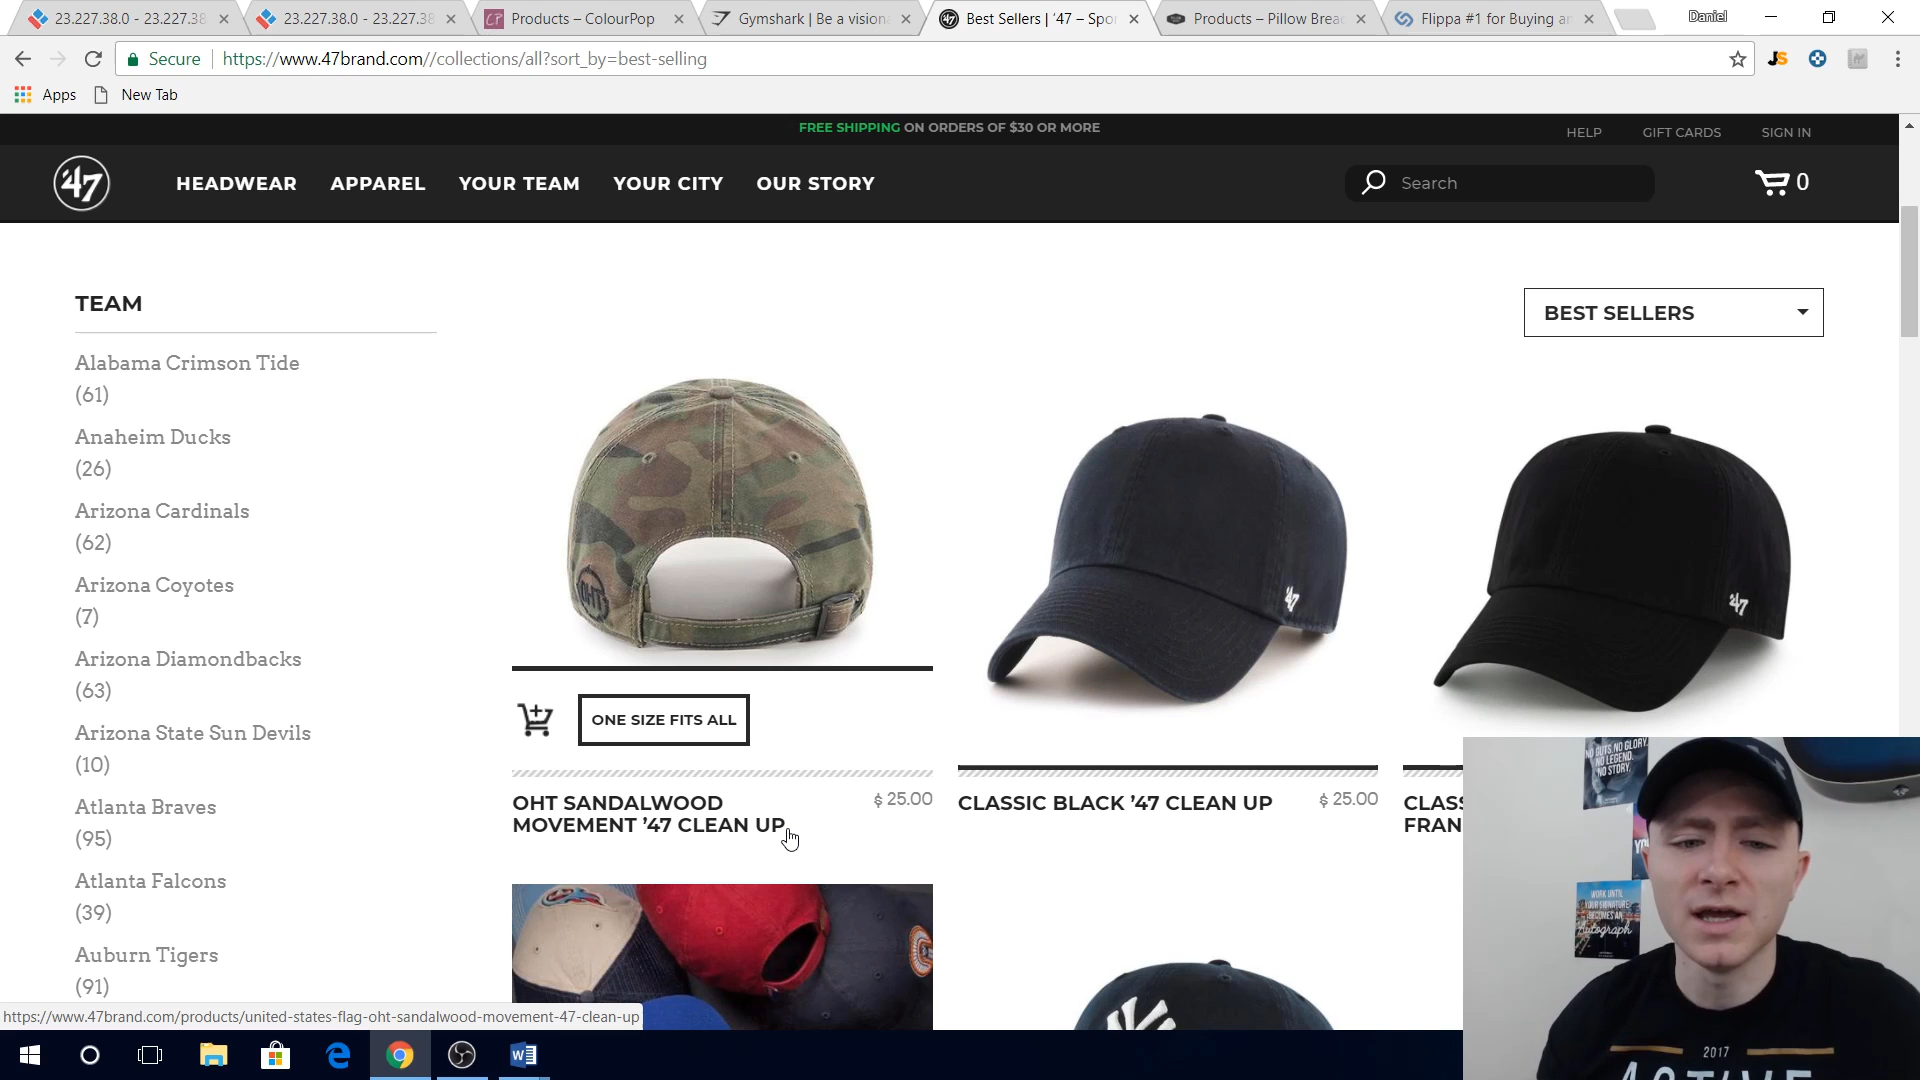 23.227.38.0 - 23.227.38
23.227.38.0 - 23.227.38
Products – ColourPop
Gymshark | Be a vision
Best Sellers | '47 – Spo
Products – Pillow Brea
Flippa #1 for Buying a
Daniel
Secure
https://www.47brand.com//collections/all?sort_by=best-selling
Apps
New Tab
FREE SHIPPING ON ORDERS OF $30 OR MORE
HELP
GIFT CARDS
SIGN IN
'47
HEADWEAR
APPAREL
YOUR TEAM
YOUR CITY
OUR STORY
Search
0
TEAM
BEST SELLERS
Alabama Crimson Tide
(61)
Anaheim Ducks
(26)
Arizona Cardinals
(62)
Arizona Coyotes
(7)
Arizona Diamondbacks
(63)
Arizona State Sun Devils
(10)
Atlanta Braves
(95)
Atlanta Falcons
(39)
Auburn Tigers
(91)
OHT
'47
'47
ONE SIZE FITS ALL
OHT SANDALWOOD
MOVEMENT '47 CLEAN UP
$ 25.00
CLASSIC BLACK '47 CLEAN UP
$ 25.00
CLAS
FRAN
NO GUTS. NO GLORY.
NO LEGEND.
NO STORY.
WORK UNTIL
YOUR SIGNATURE
BECOMES AN
Autograph
2017
ACTIVE
https://www.47brand.com/products/united-states-flag-oht-sandalwood-movement-47-clean-up